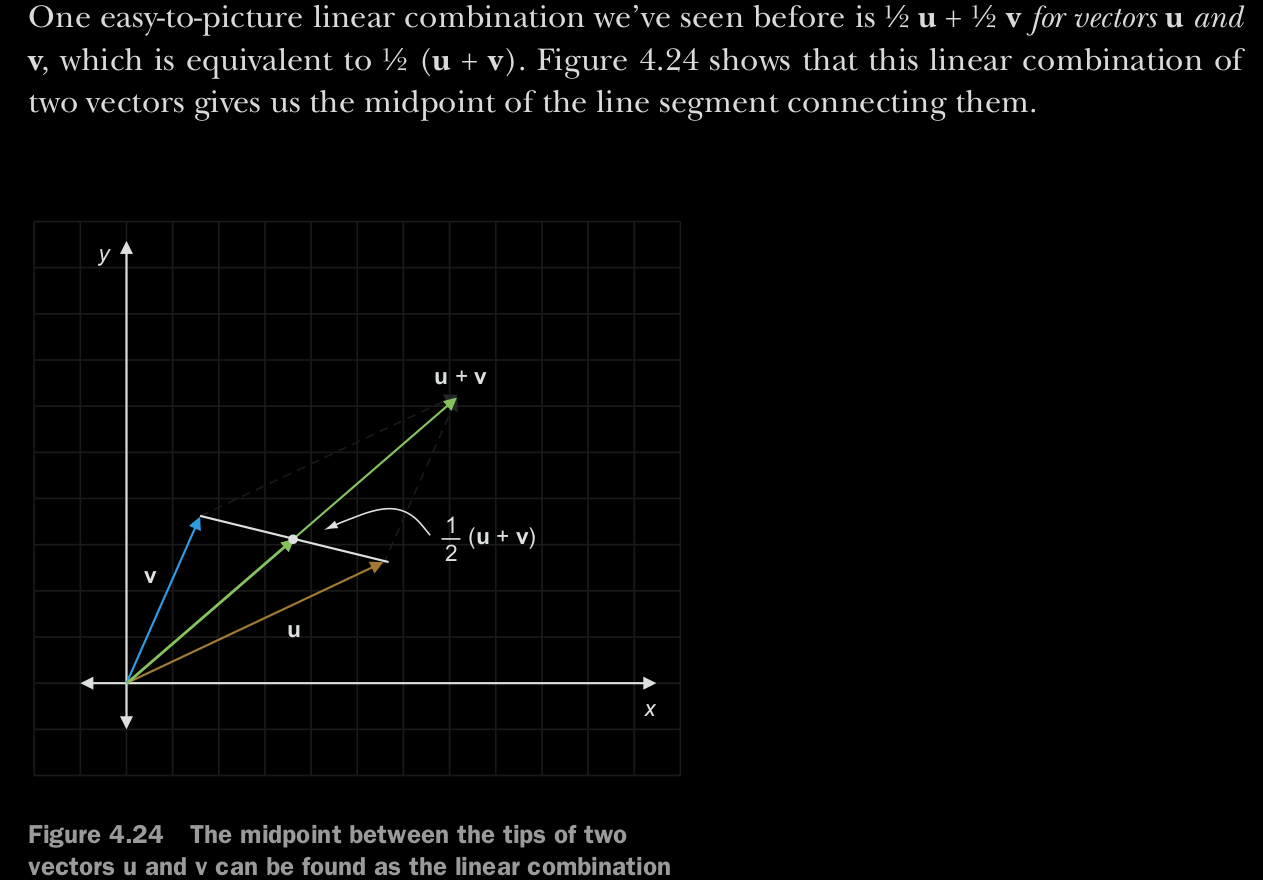 One easy-to-picture linear combination we’ve seen before is ½ u + ½ v for vectors u and
v, which is equivalent to ½ (u + v). Figure 4.24 shows that this linear combination of
two vectors gives us the midpoint of the line segment connecting them.
y
u + v
1/2 (u + v)
v
u
x
Figure 4.24 The midpoint between the tips of two
vectors u and v can be found as the linear combination